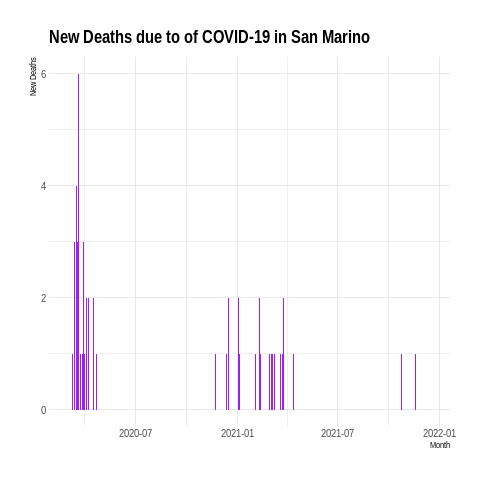 New Deaths due to of COVID-19 in San Marino
New Deaths
6
4
2
0
2020-07
2021-01
2021-07
2022-01
Month